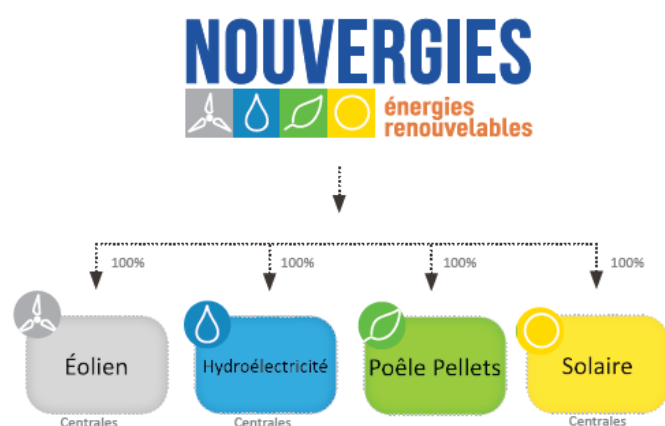 NOUVERGIES
énergies
renouvelables
100% 100% 100% 100%
Éolien Hydroélectricité Poêle Pellets Solaire
Centrales Centrales Centrales